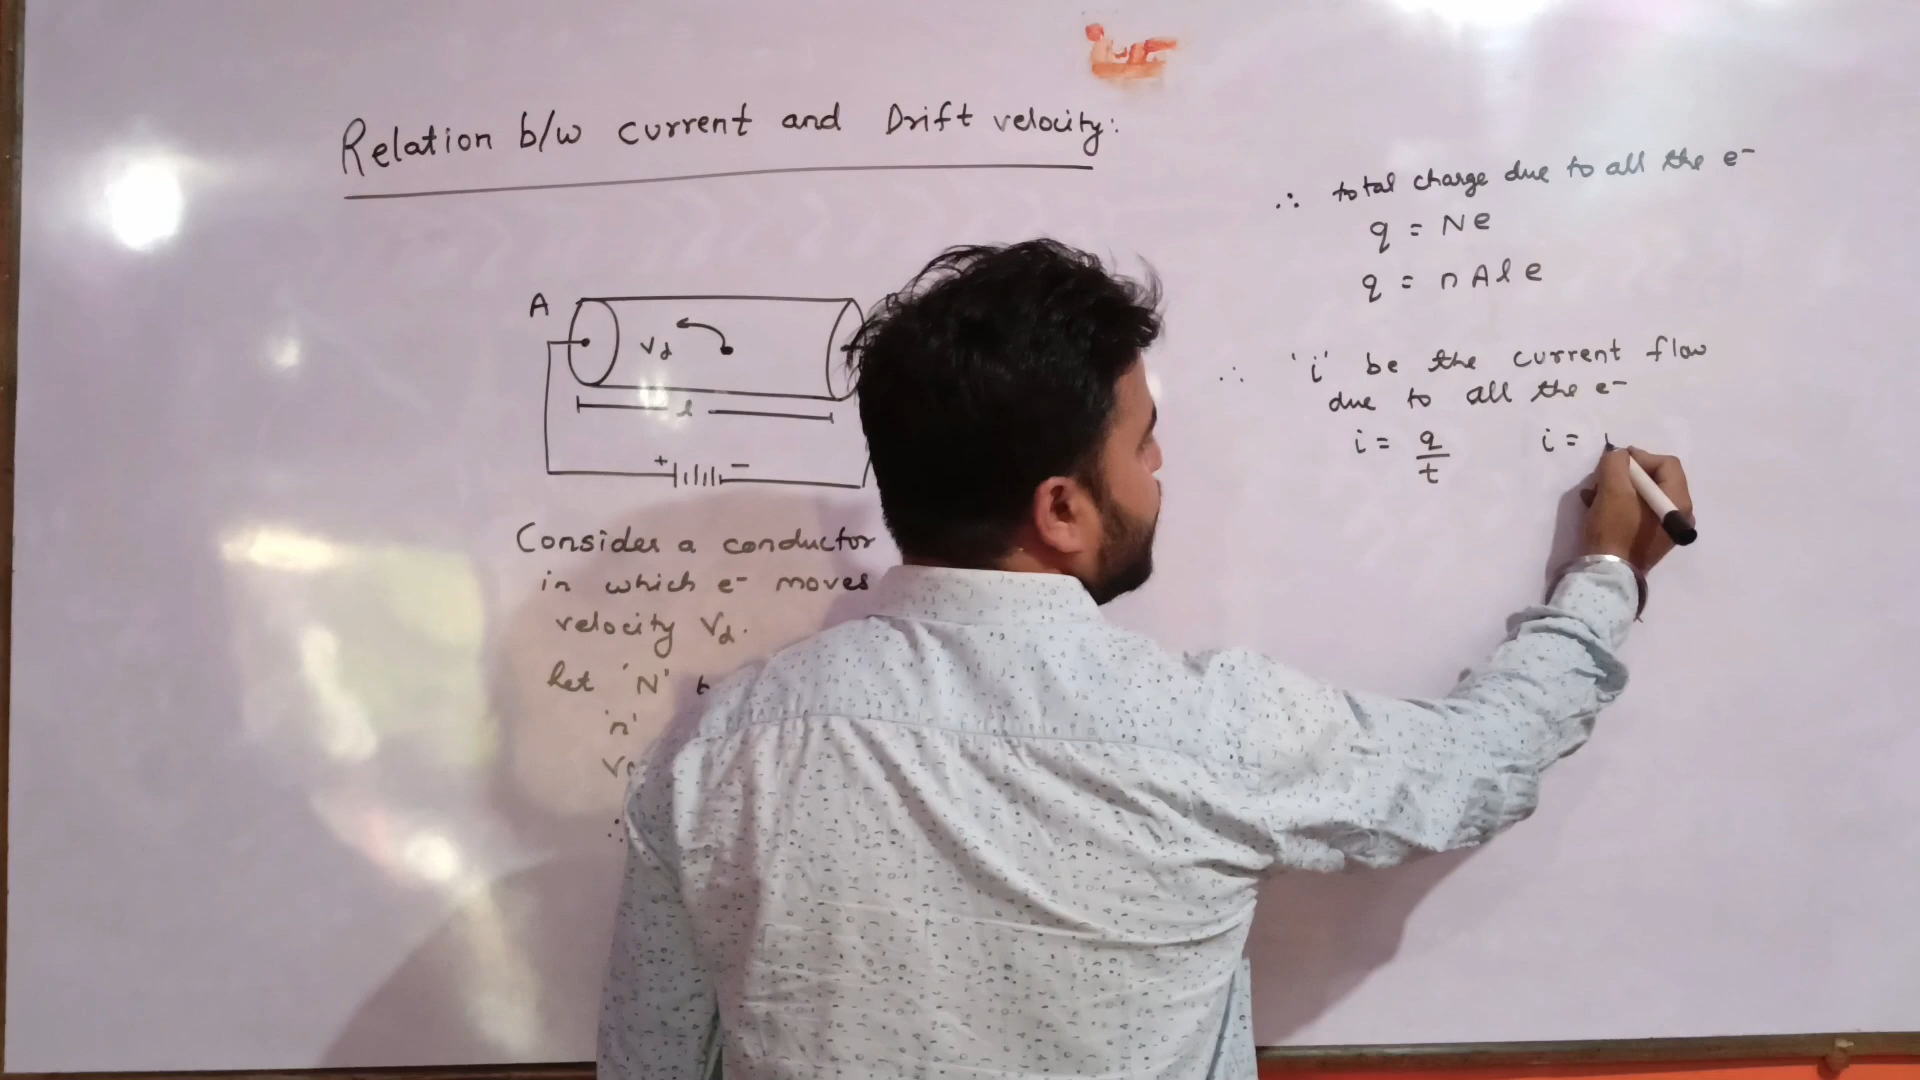 Relation b/w current and Drift velocity:
A
Vd
l
+ −
Consider a conductor
in which e- moves
velocity Vd.
Let 'N'
'n'
∴
∴ total charge due to all the e-
q = Ne
q = nAle
∴ 'i' be the current flow
due to all the e-
i = q/t i =